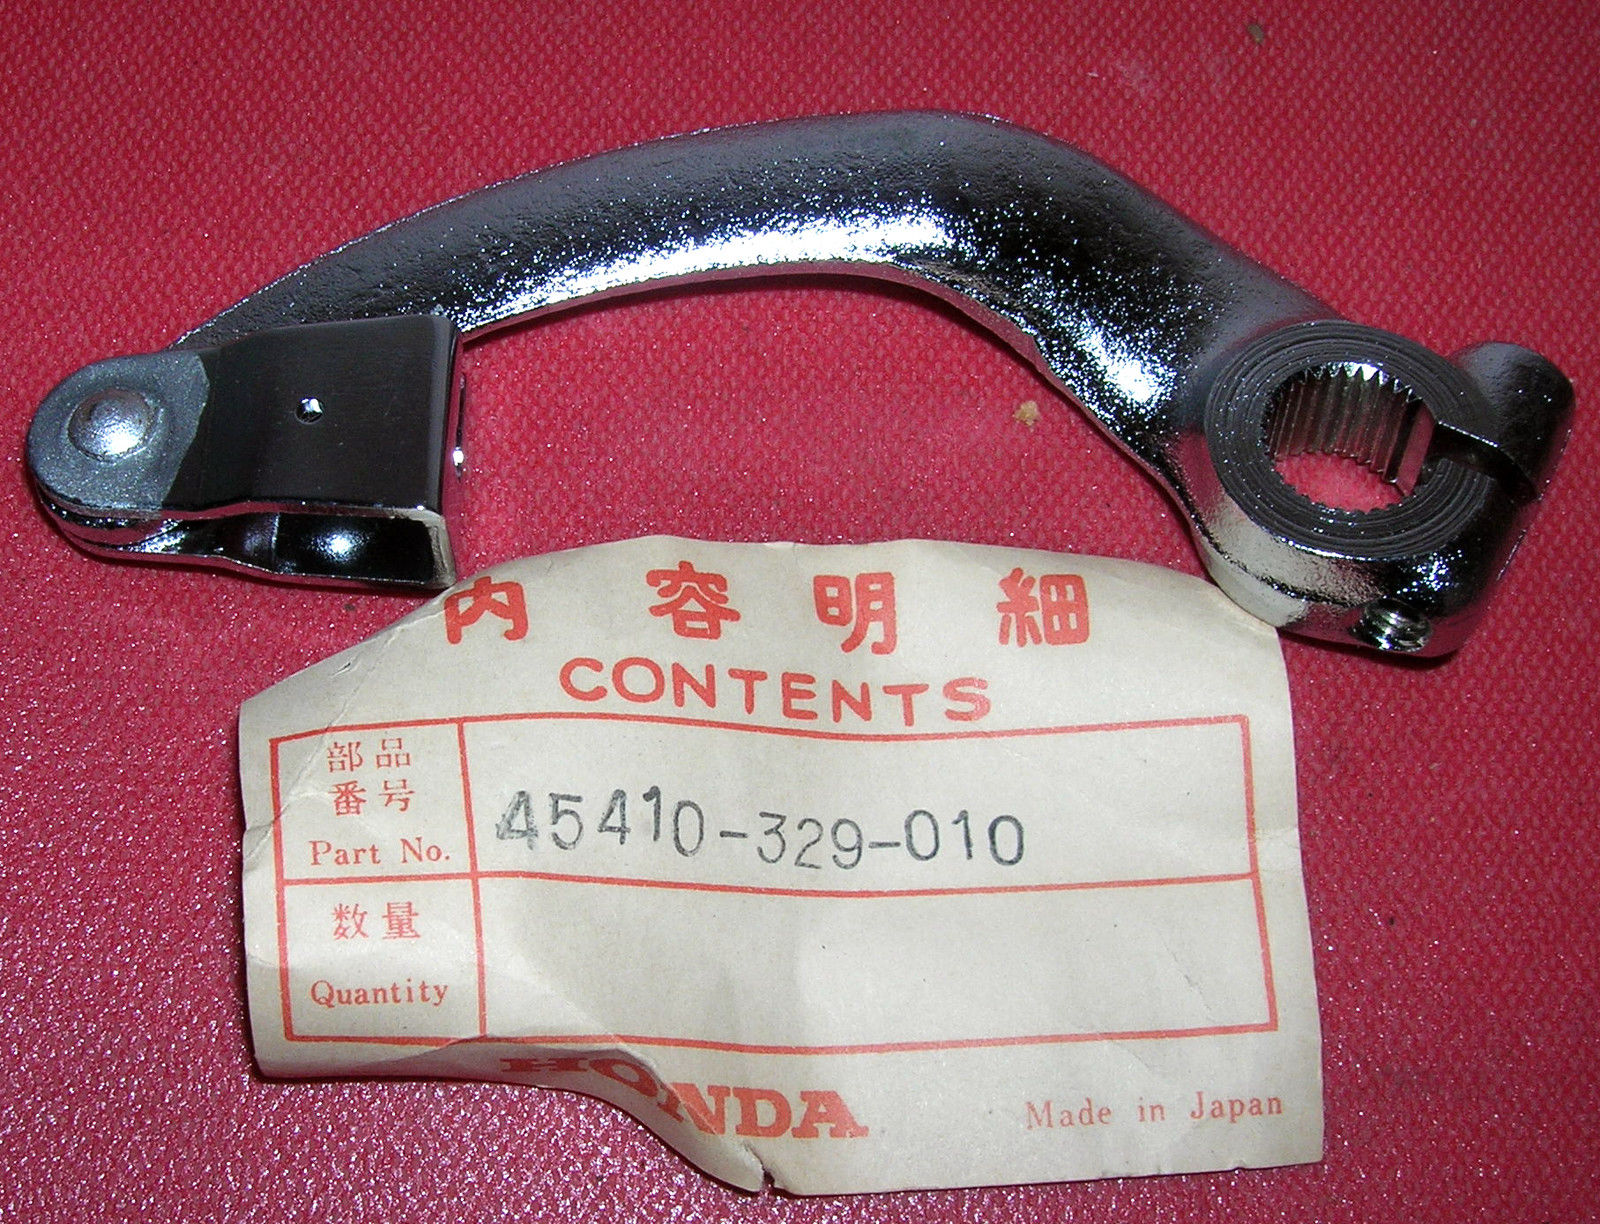 内容明細
CONTENTS
部品
番号
Part No.
45410-329-010
数量
Quantity
HONDA
Made in Japan